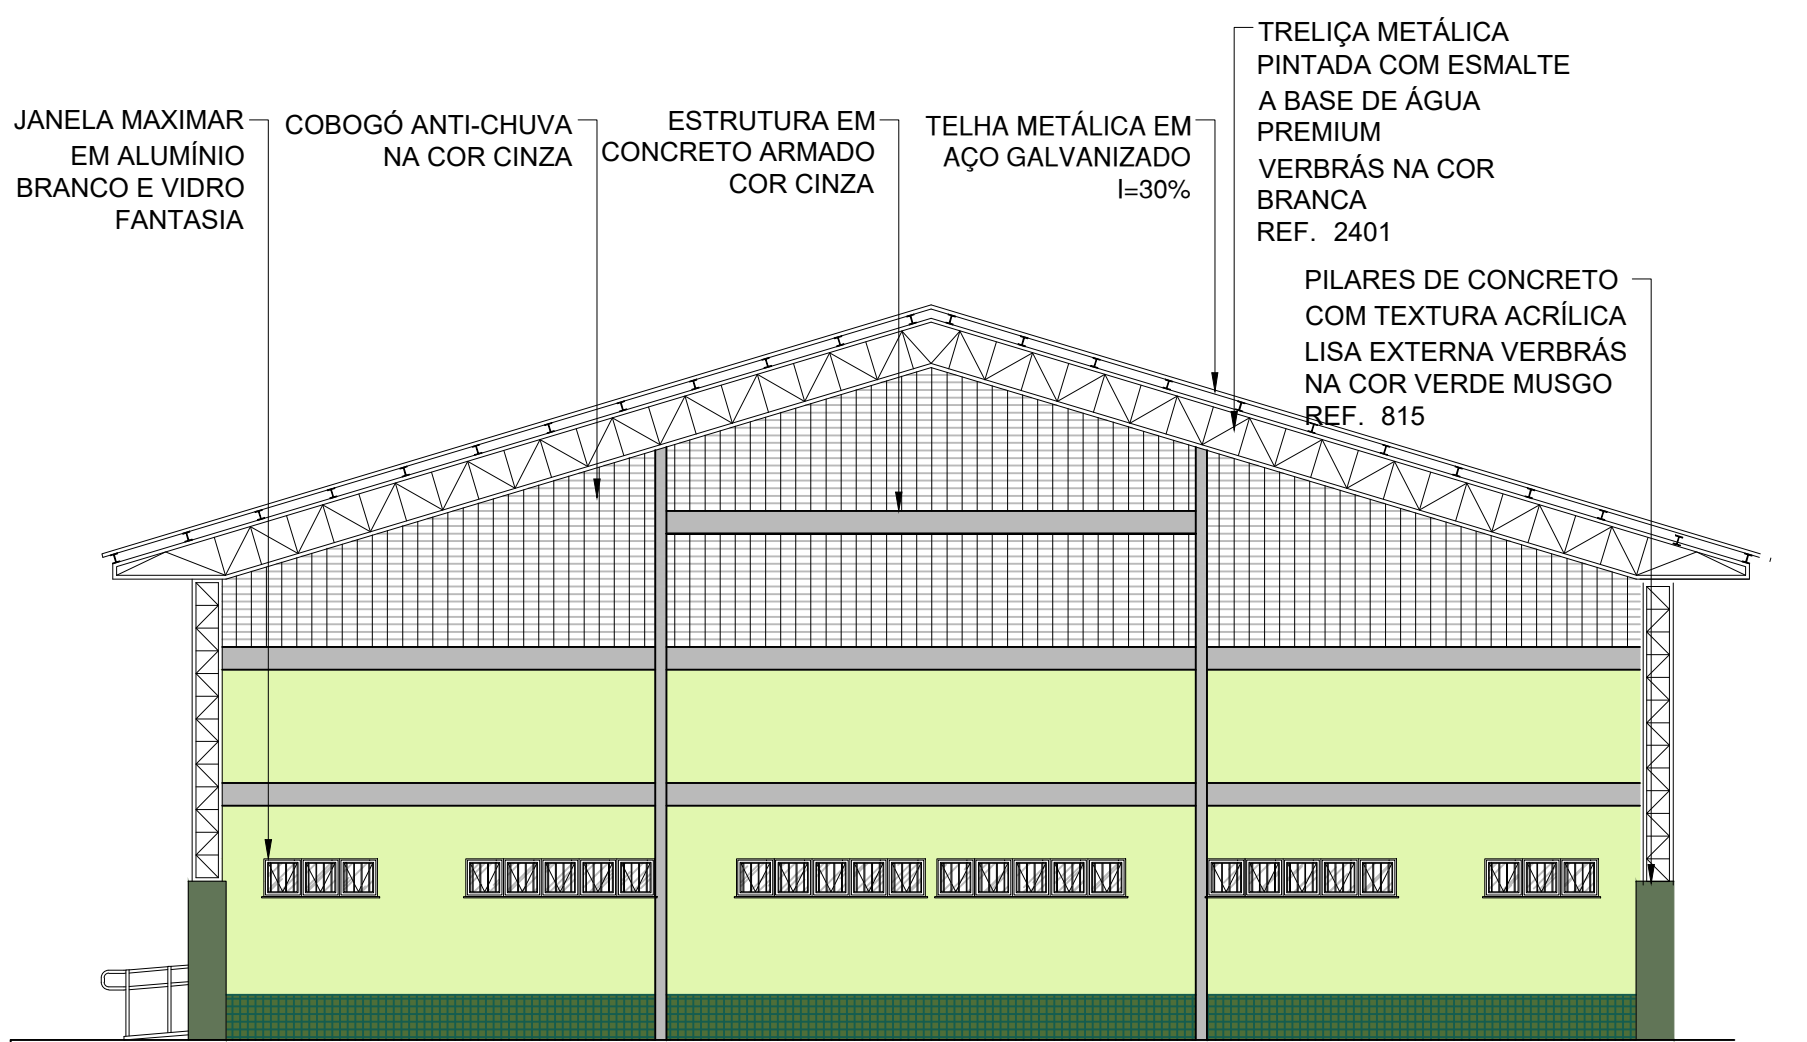 JANELA MAXIMAR
EM ALUMÍNIO
BRANCO E VIDRO
FANTASIA
COBOGÓ ANTI-CHUVA
NA COR CINZA
ESTRUTURA EM
CONCRETO ARMADO
COR CINZA
TELHA METÁLICA EM
AÇO GALVANIZADO
I=30%
TRELIÇA METÁLICA
PINTADA COM ESMALTE
A BASE DE ÁGUA
PREMIUM
VERBRÁS NA COR
BRANCA
REF. 2401
PILARES DE CONCRETO
COM TEXTURA ACRÍLICA
LISA EXTERNA VERBRÁS
NA COR VERDE MUSGO
REF. 815